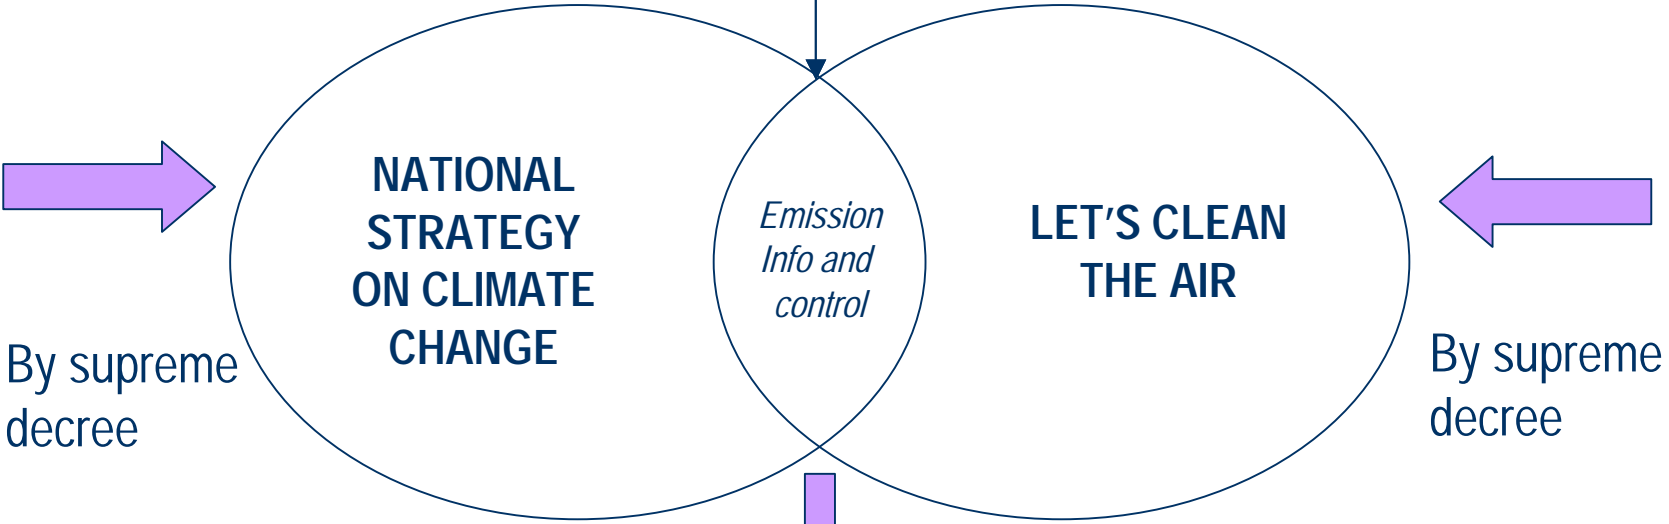 NATIONAL
STRATEGY
ON CLIMATE
CHANGE
Emission
Info and
control
LET’S CLEAN
THE AIR
By supreme
decree
By supreme
decree